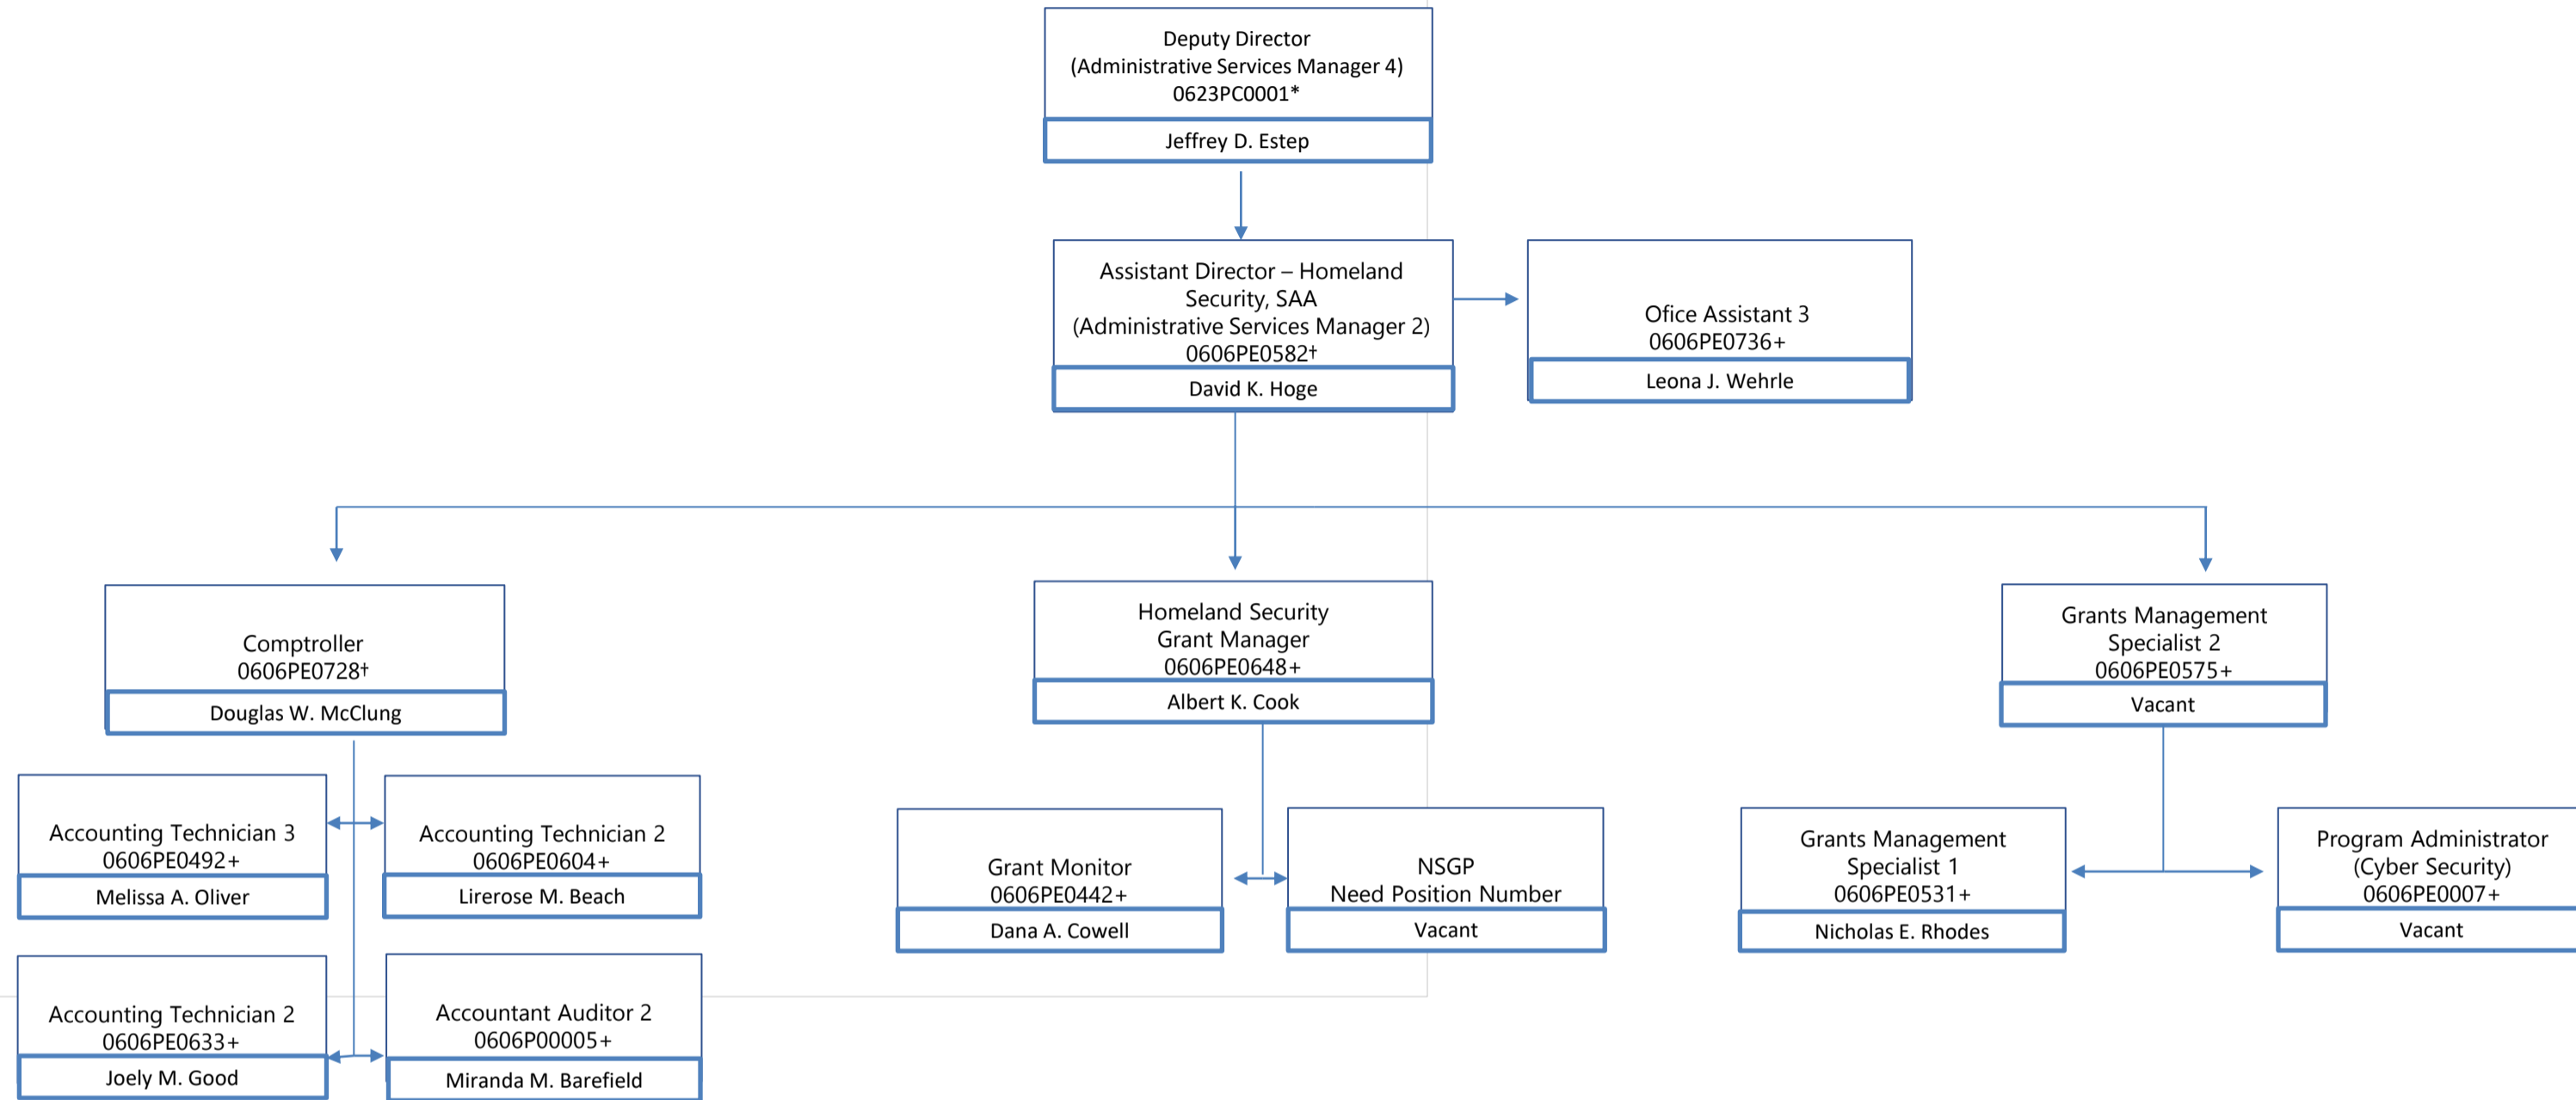 Deputy Director
(Administrative Services Manager 4)
0623PC0001*
Jeffrey D. Estep
Assistant Director – Homeland
Security, SAA
(Administrative Services Manager 2)
0606PE0582†
David K. Hoge
Ofice Assistant 3
0606PE0736+
Leona J. Wehrle
Comptroller
0606PE0728†
Douglas W. McClung
Homeland Security
Grant Manager
0606PE0648+
Albert K. Cook
Grants Management
Specialist 2
0606PE0575+
Vacant
Accounting Technician 3
0606PE0492+
Melissa A. Oliver
Accounting Technician 2
0606PE0604+
Lirerose M. Beach
Grant Monitor
0606PE0442+
Dana A. Cowell
NSGP
Need Position Number
Vacant
Grants Management
Specialist 1
0606PE0531+
Nicholas E. Rhodes
Program Administrator
(Cyber Security)
0606PE0007+
Vacant
Accounting Technician 2
0606PE0633+
Joely M. Good
Accountant Auditor 2
0606P00005+
Miranda M. Barefield